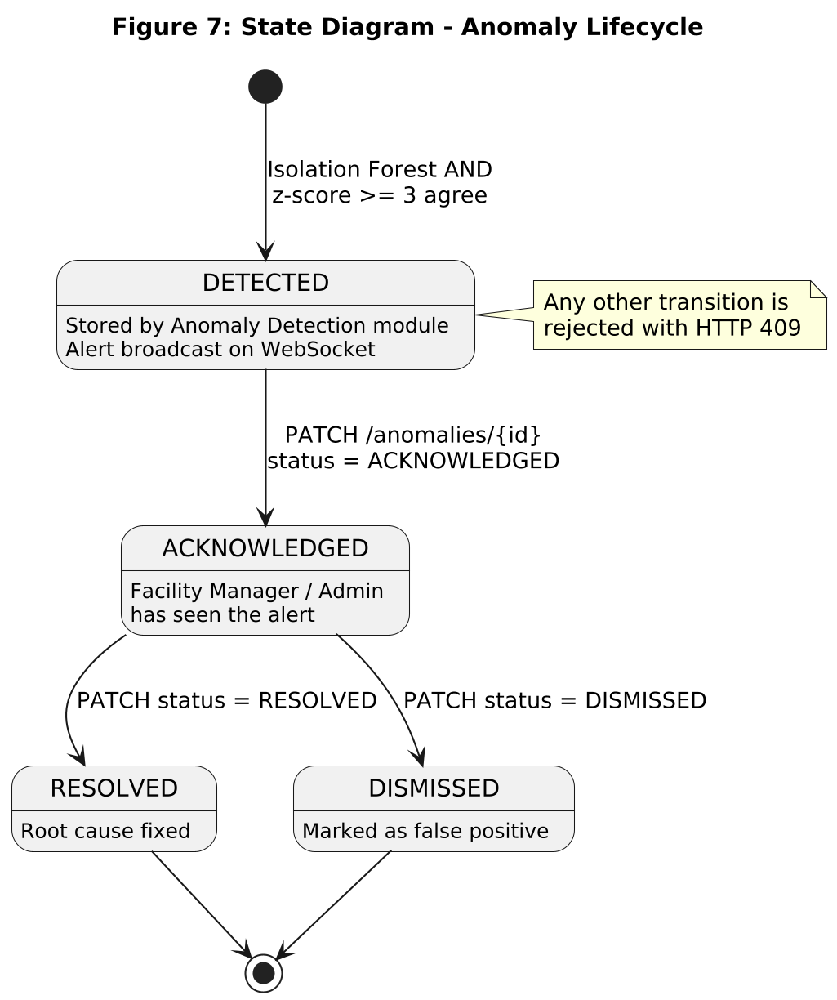 Figure 7: State Diagram - Anomaly Lifecycle
Isolation Forest AND
z-score >= 3 agree
DETECTED
Stored by Anomaly Detection module
Alert broadcast on WebSocket
Any other transition is
rejected with HTTP 409
PATCH /anomalies/{id}
status = ACKNOWLEDGED
ACKNOWLEDGED
Facility Manager / Admin
has seen the alert
PATCH status = RESOLVED
PATCH status = DISMISSED
RESOLVED
Root cause fixed
DISMISSED
Marked as false positive